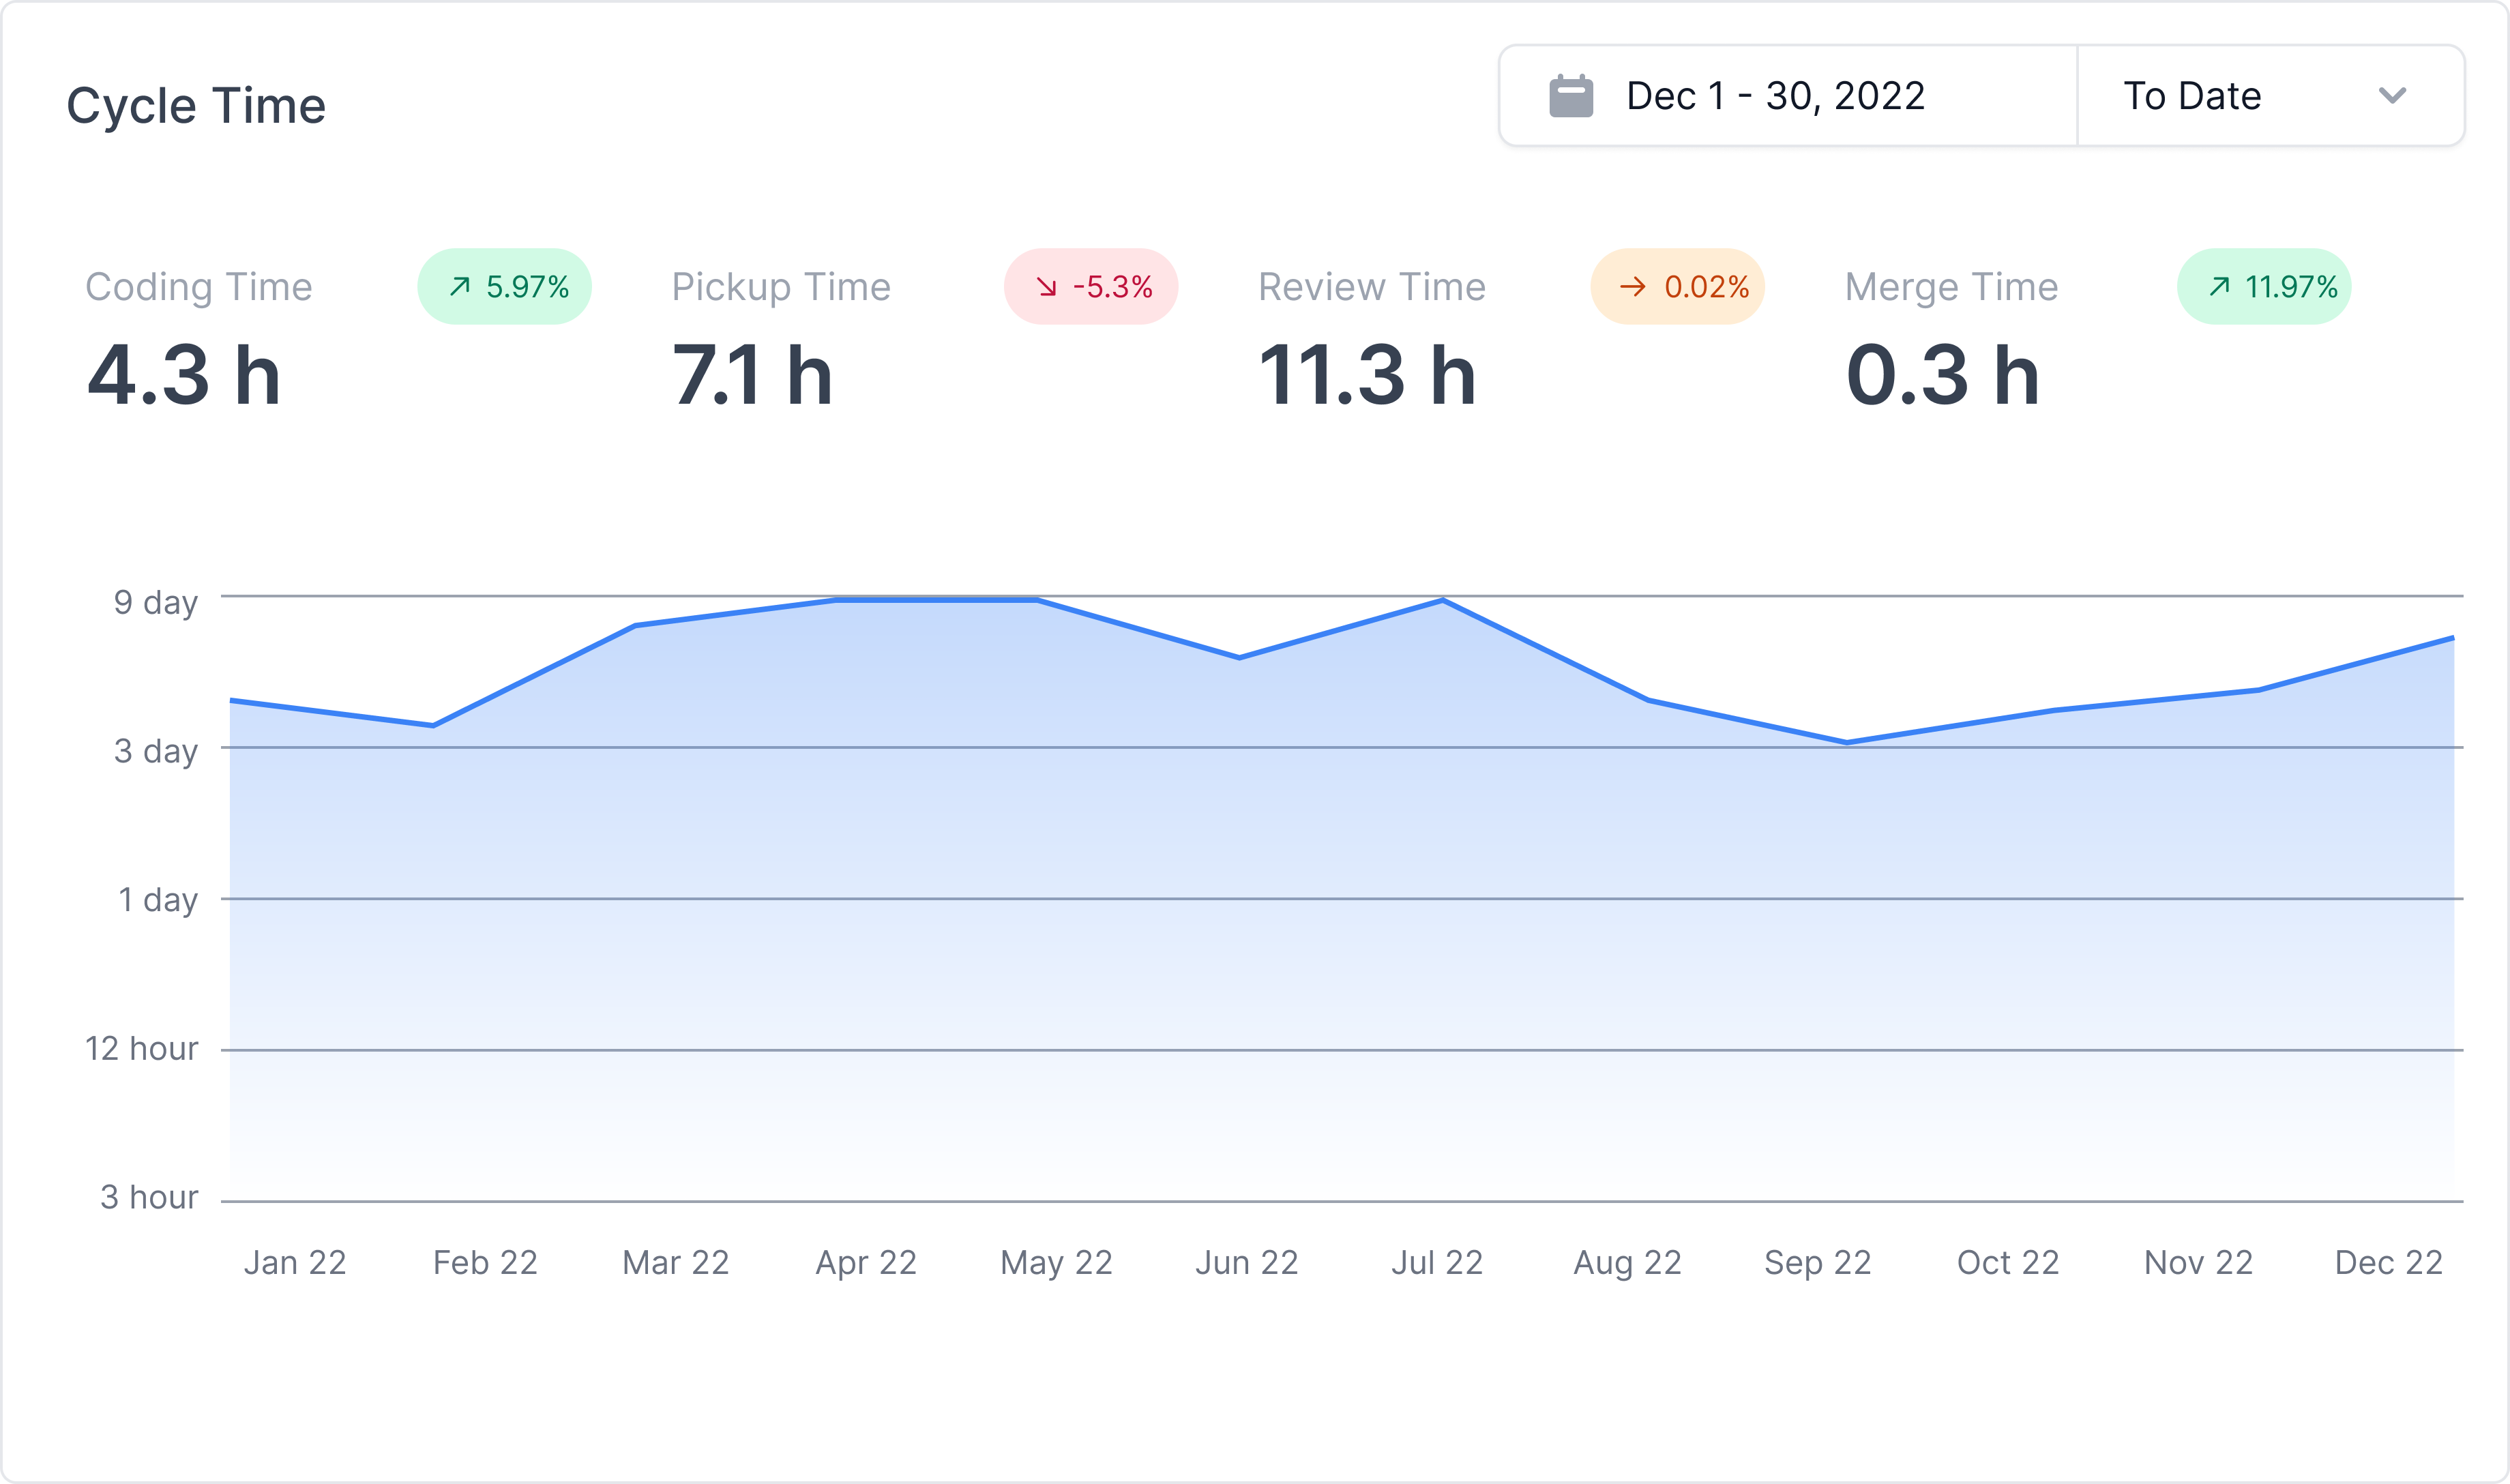 Cycle Time
Dec 1 - 30, 2022
To Date
Coding Time
5.97%
4.3 h
Pickup Time
-5.3%
7.1 h
Review Time
0.02%
11.3 h
Merge Time
11.97%
0.3 h
9 day
3 day
1 day
12 hour
3 hour
Jan 22 Feb 22 Mar 22 Apr 22 May 22 Jun 22 Jul 22 Aug 22 Sep 22 Oct 22 Nov 22 Dec 22